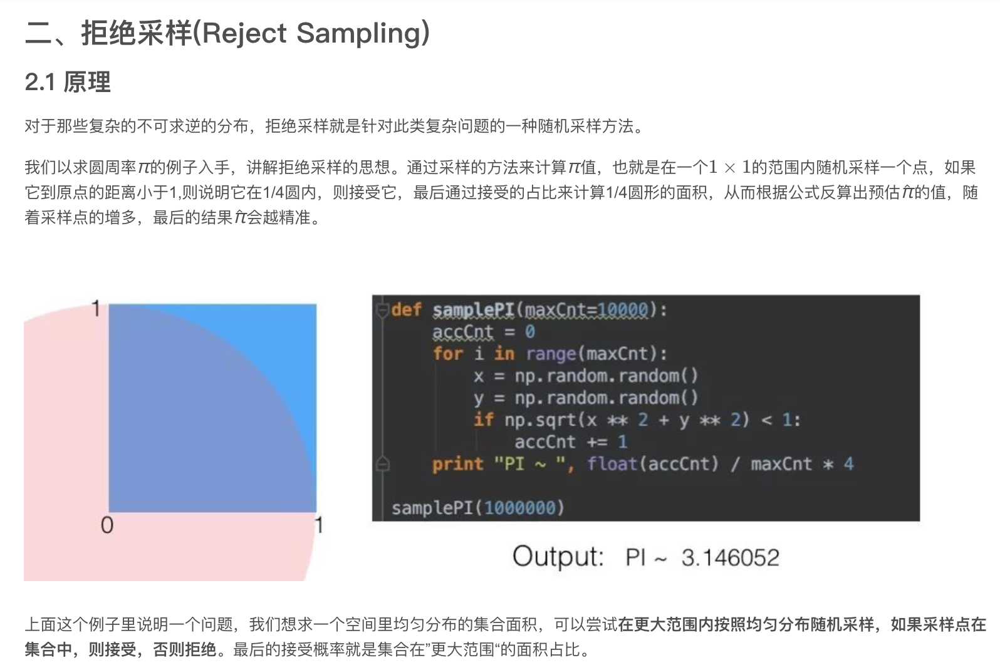 二、拒绝采样(Reject Sampling)
2.1 原理
对于那些复杂的不可求逆的分布，拒绝采样就是针对此类复杂问题的一种随机采样方法。
我们以求圆周率π的例子入手，讲解拒绝采样的思想。通过采样的方法来计算π值，也就是在一个1 × 1的范围内随机采样一个点，如果
它到原点的距离小于1,则说明它在1/4圆内，则接受它，最后通过接受的占比来计算1/4圆形的面积，从而根据公式反算出预估π̂的值，随
着采样点的增多，最后的结果π̂会越精准。
1
0
1
def samplePI(maxCnt=10000):
    accCnt = 0
    for i in range(maxCnt):
        x = np.random.random()
        y = np.random.random()
        if np.sqrt(x ** 2 + y ** 2) < 1:
            accCnt += 1
    print "PI ~ ", float(accCnt) / maxCnt * 4
samplePI(1000000)
Output: PI ~ 3.146052
上面这个例子里说明一个问题，我们想求一个空间里均匀分布的集合面积，可以尝试在更大范围内按照均匀分布随机采样，如果采样点在
集合中，则接受，否则拒绝。最后的接受概率就是集合在”更大范围“的面积占比。